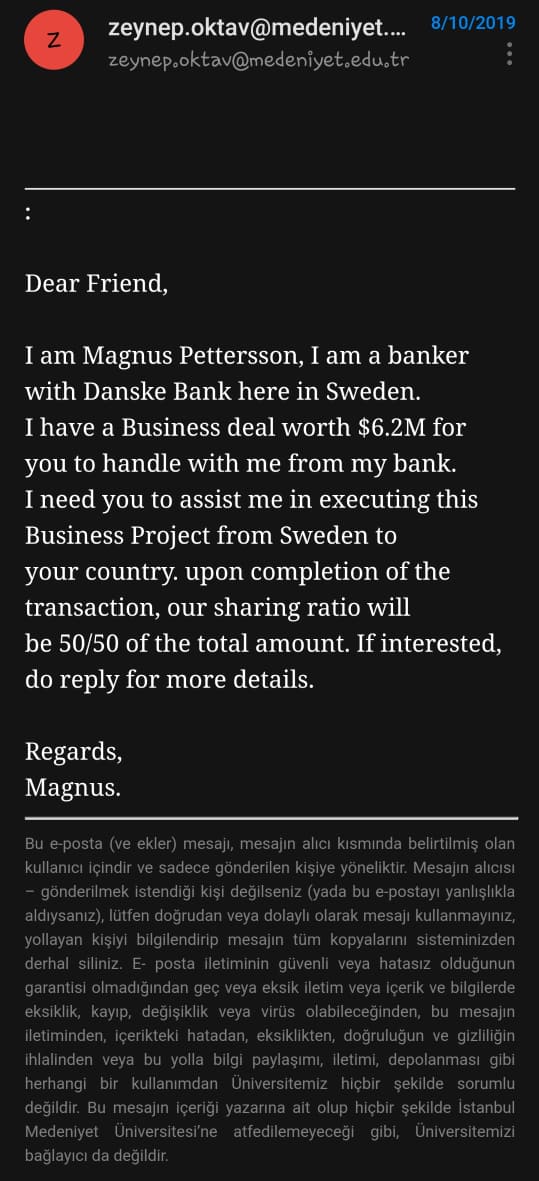 Z
zeynep.oktav@medeniyet....
8/10/2019
zeynep.oktav@medeniyet.edu.tr
:
Dear Friend,
I am Magnus Pettersson, I am a banker
with Danske Bank here in Sweden.
I have a Business deal worth $6.2M for
you to handle with me from my bank.
I need you to assist me in executing this
Business Project from Sweden to
your country. upon completion of the
transaction, our sharing ratio will
be 50/50 of the total amount. If interested,
do reply for more details.
Regards,
Magnus.
Bu e-posta (ve ekler) mesajı, mesajın alıcı kısmında belirtilmiş olan
kullanıcı içindir ve sadece gönderilen kişiye yöneliktir. Mesajın alıcısı
– gönderilmek istendiği kişi değilseniz (yada bu e-postayı yanlışlıkla
aldıysanız), lütfen doğrudan veya dolaylı olarak mesajı kullanmayınız,
yollayan kişiyi bilgilendirip mesajın tüm kopyalarını sisteminizden
derhal siliniz. E- posta iletiminin güvenli veya hatasız olduğunun
garantisi olmadığından geç veya eksik iletim veya içerik ve bilgilerde
eksiklik, kayıp, değişiklik veya virüs olabileceğinden, bu mesajın
iletiminden, içerikteki hatadan, eksiklikten, doğruluğun ve gizliliğin
ihlalinden veya bu yolla bilgi paylaşımı, iletimi, depolanması gibi
herhangi bir kullanımdan Üniversitemiz hiçbir şekilde sorumlu
değildir. Bu mesajın içeriği yazarına ait olup hiçbir şekilde İstanbul
Medeniyet Üniversitesi’ne atfedilemeyeceği gibi, Üniversitemizi
bağlayıcı da değildir.